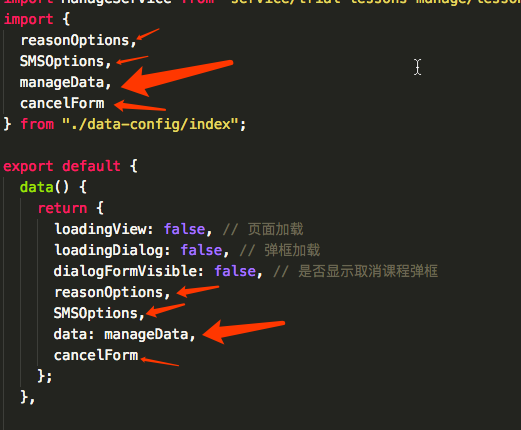 import ManageService from "service/trial-lessons-manage/lesson
import {
reasonOptions,
SMSOptions,
manageData,
cancelForm
} from "./data-config/index";
export default {
data() {
return {
loadingView: false, // 页面加载
loadingDialog: false, // 弹框加载
dialogFormVisible: false, // 是否显示取消课程弹框
reasonOptions,
SMSOptions,
data: manageData,
cancelForm
};
},